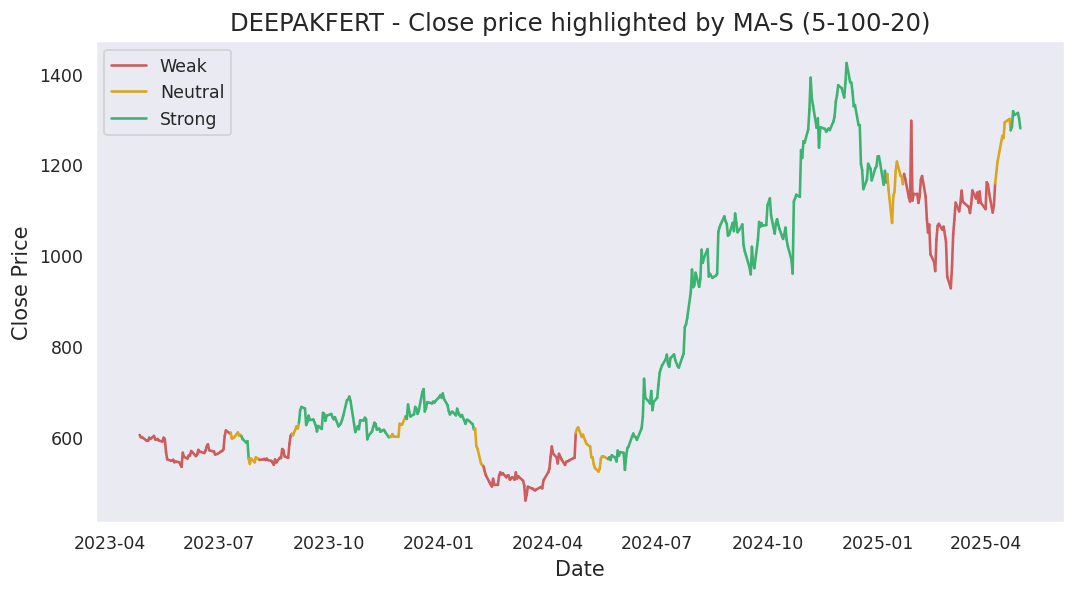 DEEPAKFERT - Close price highlighted by MA-S (5-100-20)
Weak
Neutral
Strong
Close Price
1400
1200
1000
800
600
2023-04 2023-07 2023-10 2024-01 2024-04 2024-07 2024-10 2025-01 2025-04
Date